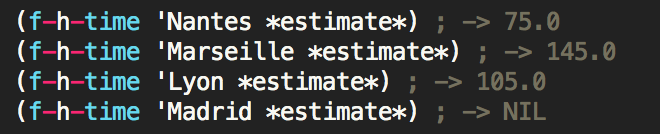 (f-h-time 'Nantes *estimate*) ; -> 75.0
(f-h-time 'Marseille *estimate*) ; -> 145.0
(f-h-time 'Lyon *estimate*) ; -> 105.0
(f-h-time 'Madrid *estimate*) ; -> NIL